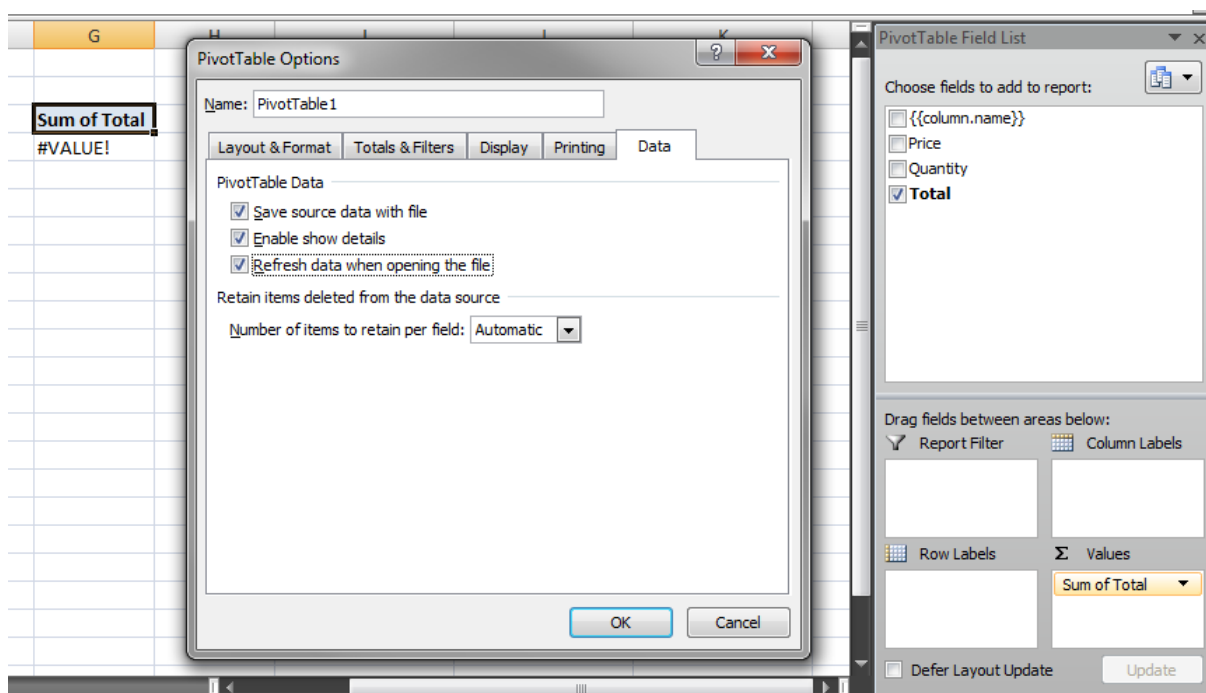 G H K
Sum of Total
#VALUE!
PivotTable Options
Name: PivotTable1
Layout & Format Totals & Filters Display Printing Data
PivotTable Data
Save source data with file
Enable show details
Refresh data when opening the file
Retain items deleted from the data source
Number of items to retain per field: Automatic
OK Cancel
PivotTable Field List
Choose fields to add to report:
{{column.name}}
Price
Quantity
Total
Drag fields between areas below:
Report Filter Column Labels
Row Labels Σ Values
Sum of Total
Defer Layout Update Update